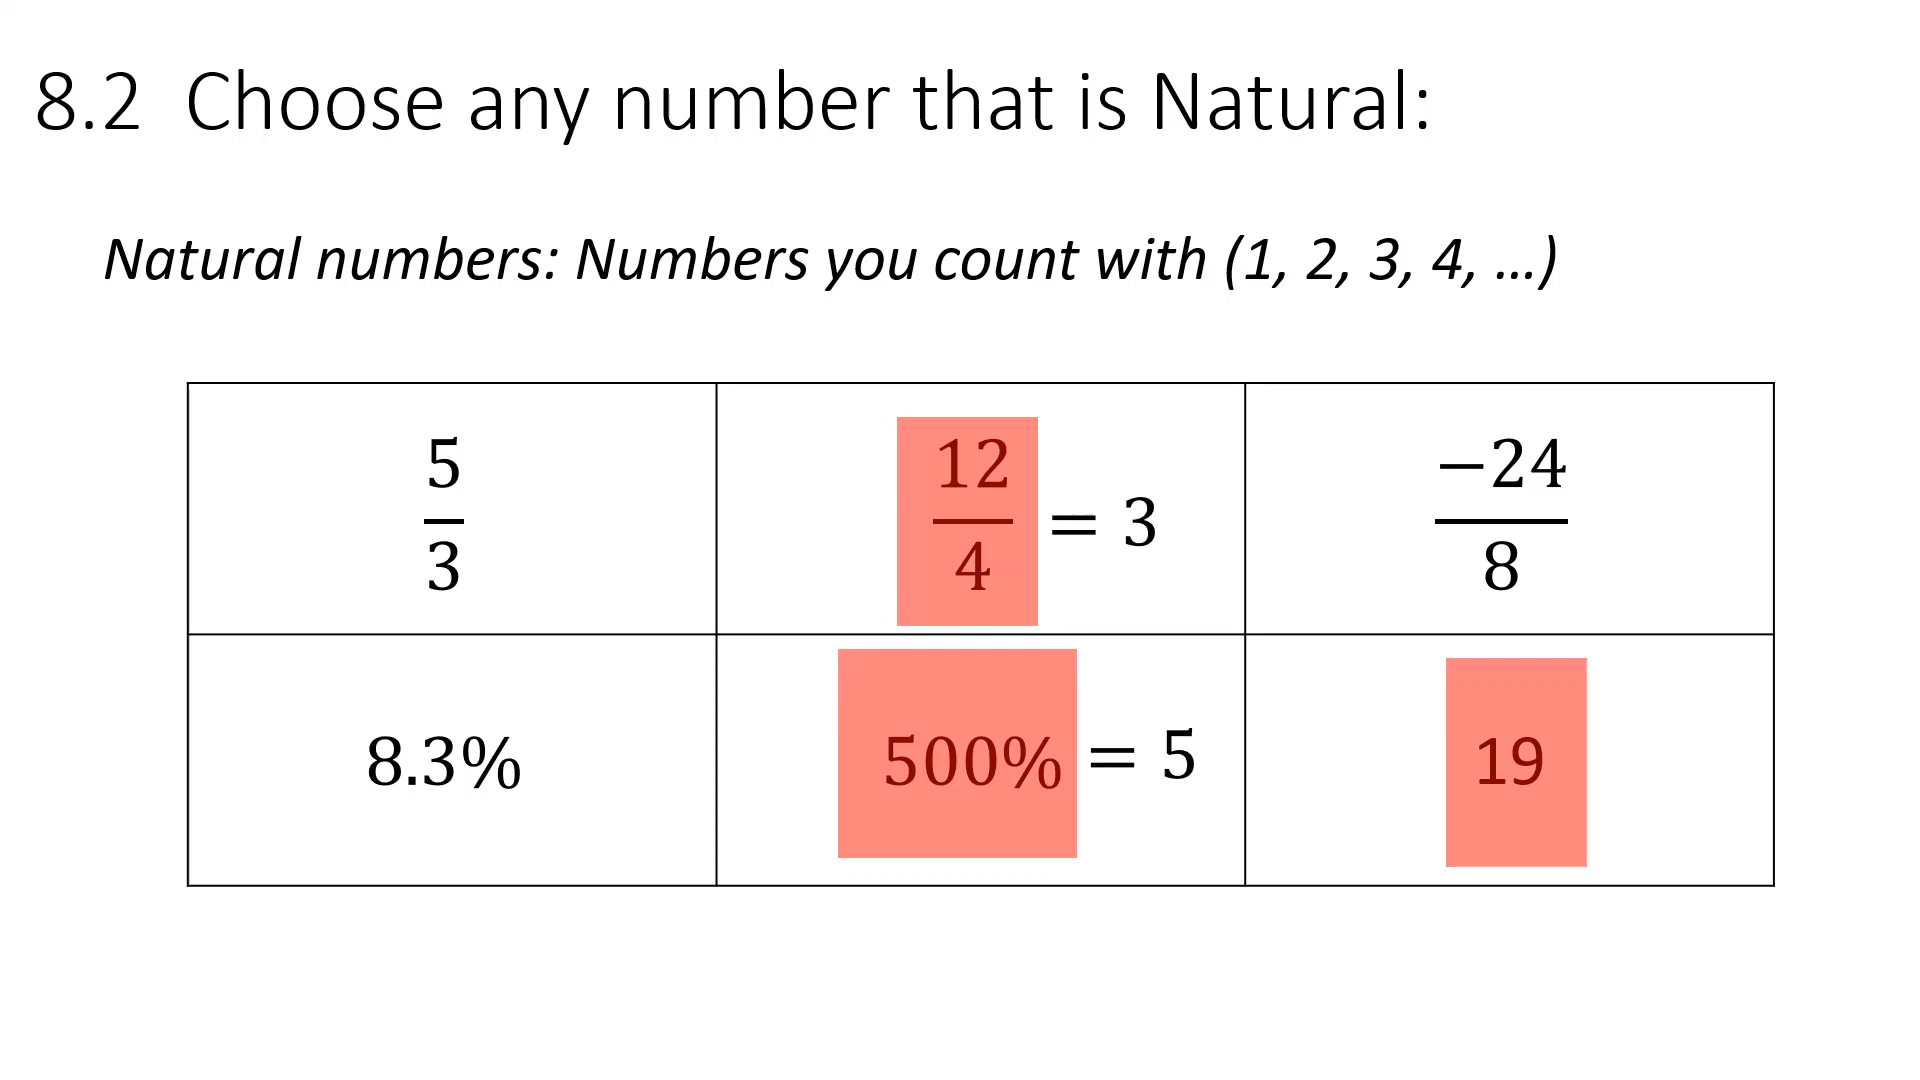 8.2 Choose any number that is Natural:
Natural numbers: Numbers you count with (1, 2, 3, 4, …)
5/3
12/4 = 3
−24/8
8.3%
500% = 5
19